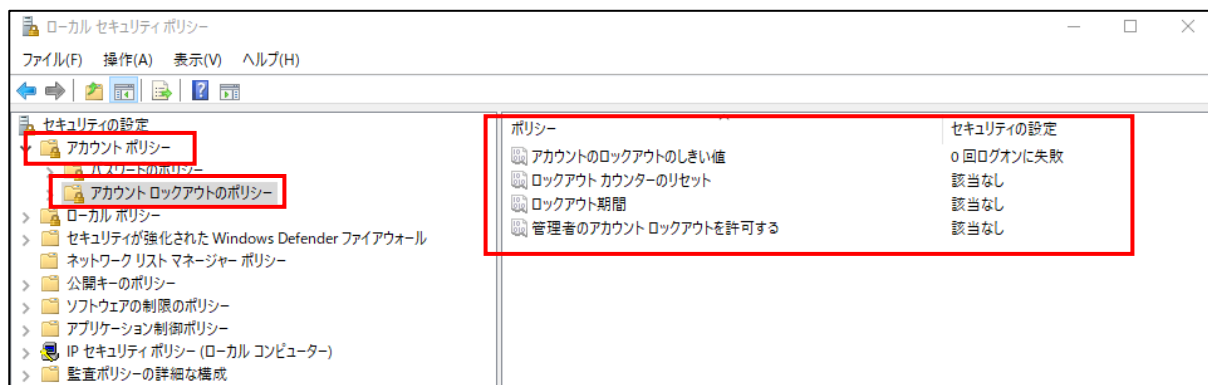 ローカル セキュリティ ポリシー
ファイル(F) 操作(A) 表示(V) ヘルプ(H)
セキュリティの設定
アカウント ポリシー
パスワードのポリシー
アカウント ロックアウトのポリシー
ローカル ポリシー
セキュリティが強化された Windows Defender ファイアウォール
ネットワーク リスト マネージャー ポリシー
公開キーのポリシー
ソフトウェアの制限のポリシー
アプリケーション制御ポリシー
IP セキュリティ ポリシー (ローカル コンピューター)
監査ポリシーの詳細な構成
ポリシー セキュリティの設定
アカウントのロックアウトのしきい値 0 回ログオンに失敗
ロックアウト カウンターのリセット 該当なし
ロックアウト期間 該当なし
管理者のアカウント ロックアウトを許可する 該当なし